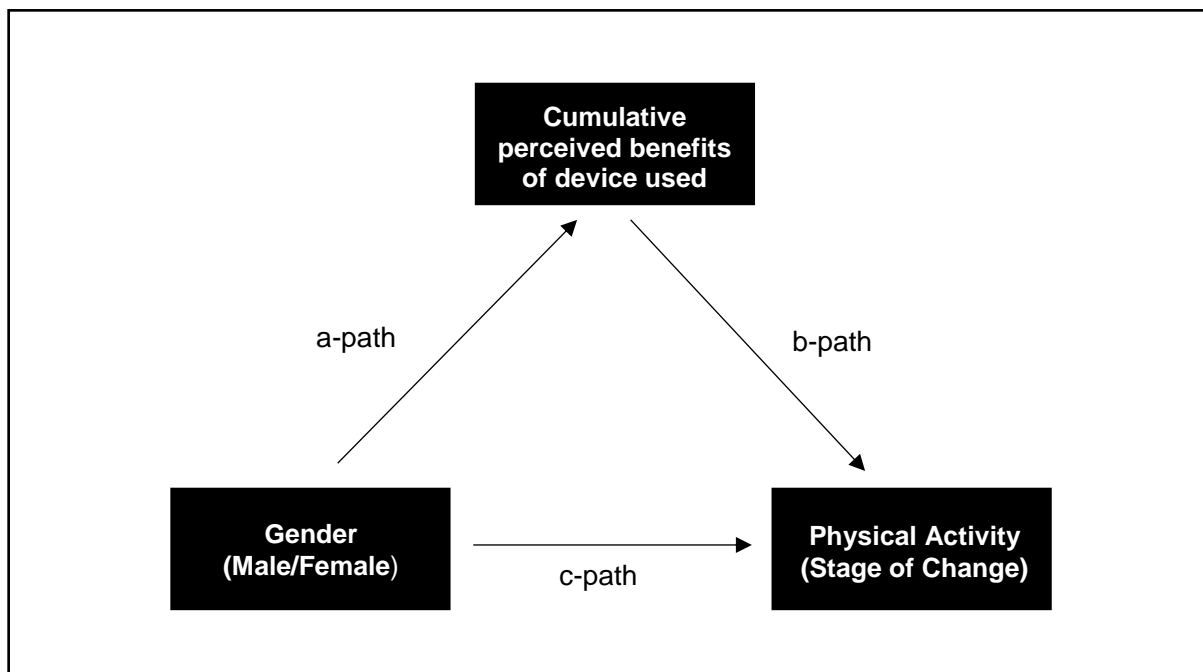 Cumulative
perceived benefits
of device used
a-path
b-path
Gender
(Male/Female)
Physical Activity
(Stage of Change)
c-path